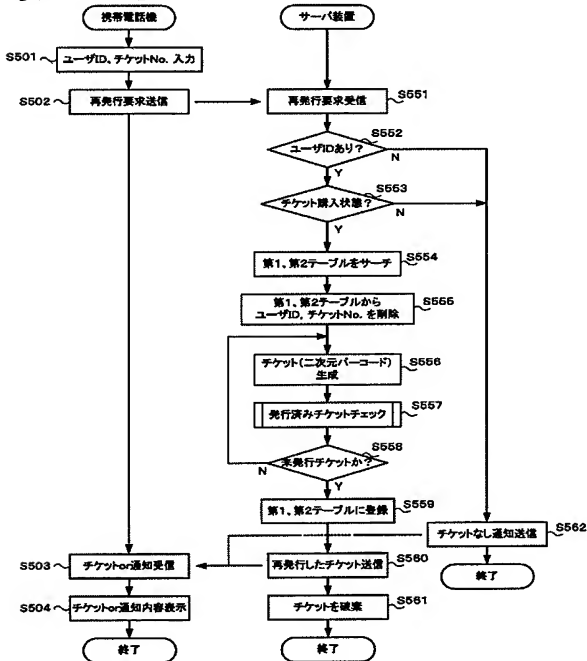 携帯電話機
サーバ装置
S501
ユーザID、チケットNo. 入力
S502
再発行要求送信
再発行要求受信
S551
S552
ユーザIDあり？
N
Y
S553
チケット購入状態？
N
Y
第1、第2テーブルをサーチ
S554
第1、第2テーブルから
ユーザID, チケットNo. を削除
S555
チケット(二次元バーコード)
生成
S556
発行済みチケットチェック
S557
S558
未発行チケットか？
N
Y
第1、第2テーブルに登録
S559
チケットなし通知送信
S562
S503
チケットor通知受信
再発行したチケット送信
S560
終了
S504
チケットor通知内容表示
チケットを破棄
S561
終了
終了